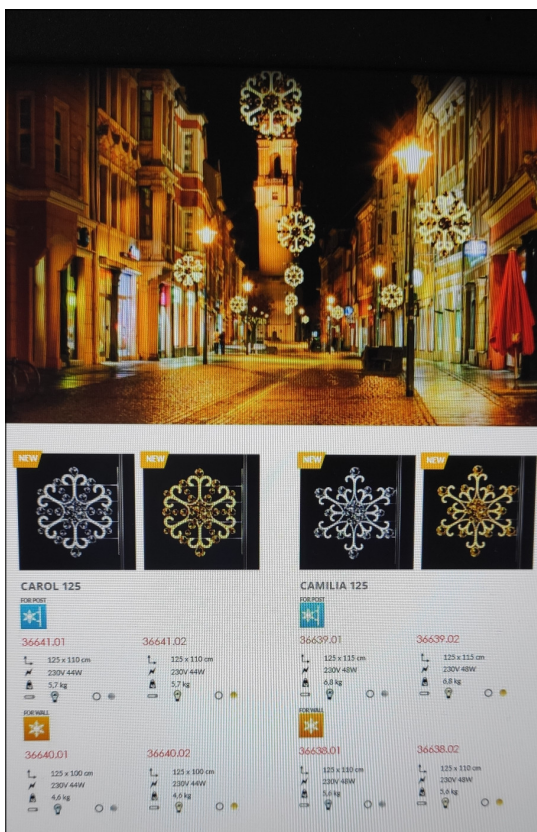 NEW
NEW
NEW
NEW
CAROL 125
CAMILIA 125
FOR POST
FOR POST
36641.01
36641.02
36639.01
36639.02
125 x 110 cm
125 x 110 cm
125 x 115 cm
125 x 115 cm
230V 44W
230V 44W
230V 48W
230V 48W
5,7 kg
5,7 kg
6,8 kg
6,8 kg
FOR WALL
FOR WALL
36640.01
36640.02
36638.01
36638.02
125 x 100 cm
125 x 100 cm
125 x 110 cm
125 x 110 cm
230V 44W
230V 44W
230V 48W
230V 48W
4,6 kg
4,6 kg
5,6 kg
5,6 kg